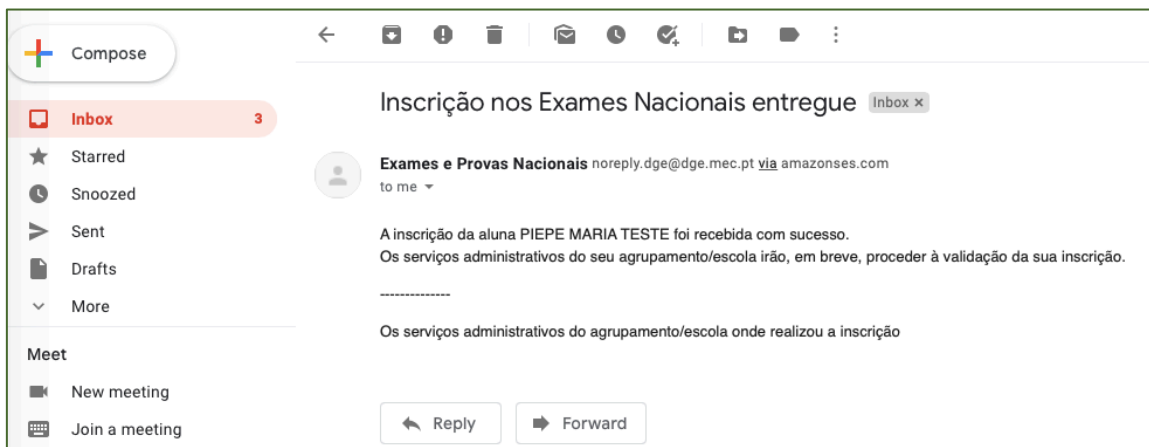 Compose
Inbox 3
Starred
Snoozed
Sent
Drafts
More
Meet
New meeting
Join a meeting
Inscrição nos Exames Nacionais entregue Inbox x
Exames e Provas Nacionais noreply.dge@dge.mec.pt via amazonses.com
to me
A inscrição da aluna PIEPE MARIA TESTE foi recebida com sucesso.
Os serviços administrativos do seu agrupamento/escola irão, em breve, proceder à validação da sua inscrição.
--------------
Os serviços administrativos do agrupamento/escola onde realizou a inscrição
Reply Forward